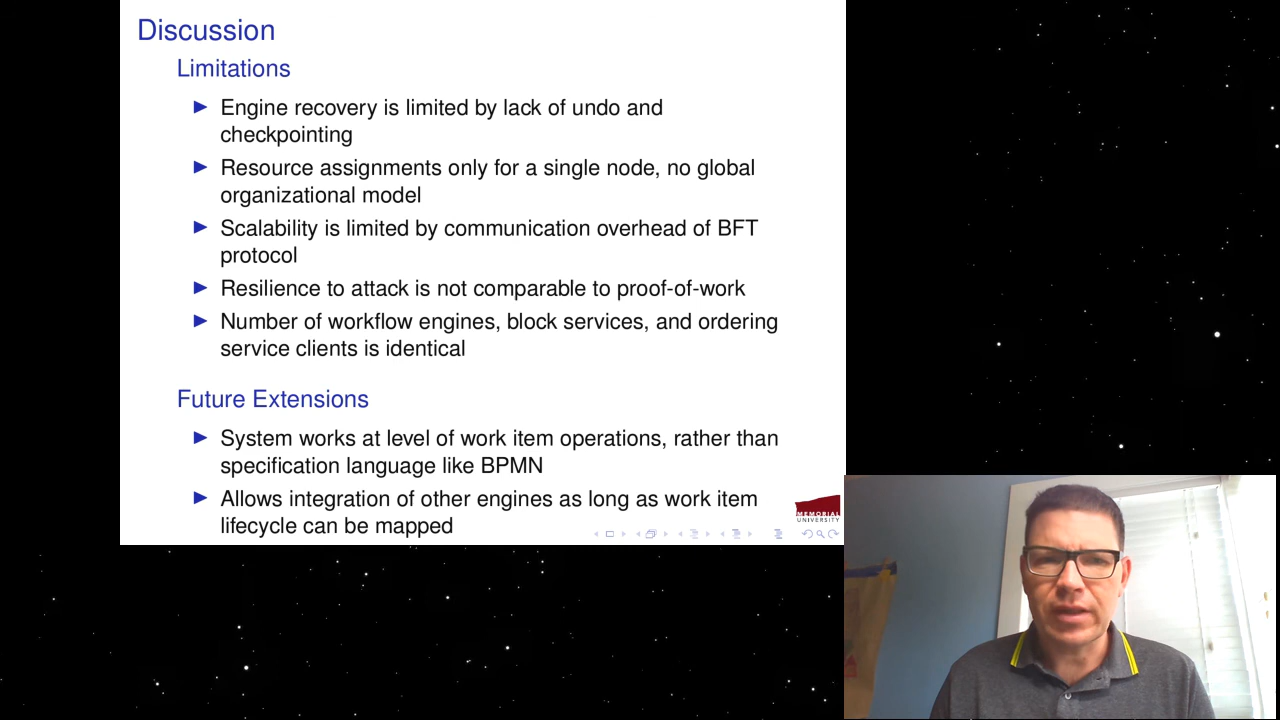 Discussion
Limitations
Engine recovery is limited by lack of undo and
checkpointing
Resource assignments only for a single node, no global
organizational model
Scalability is limited by communication overhead of BFT
protocol
Resilience to attack is not comparable to proof-of-work
Number of workflow engines, block services, and ordering
service clients is identical
Future Extensions
System works at level of work item operations, rather than
specification language like BPMN
Allows integration of other engines as long as work item
lifecycle can be mapped
MEMORIAL
UNIVERSITY